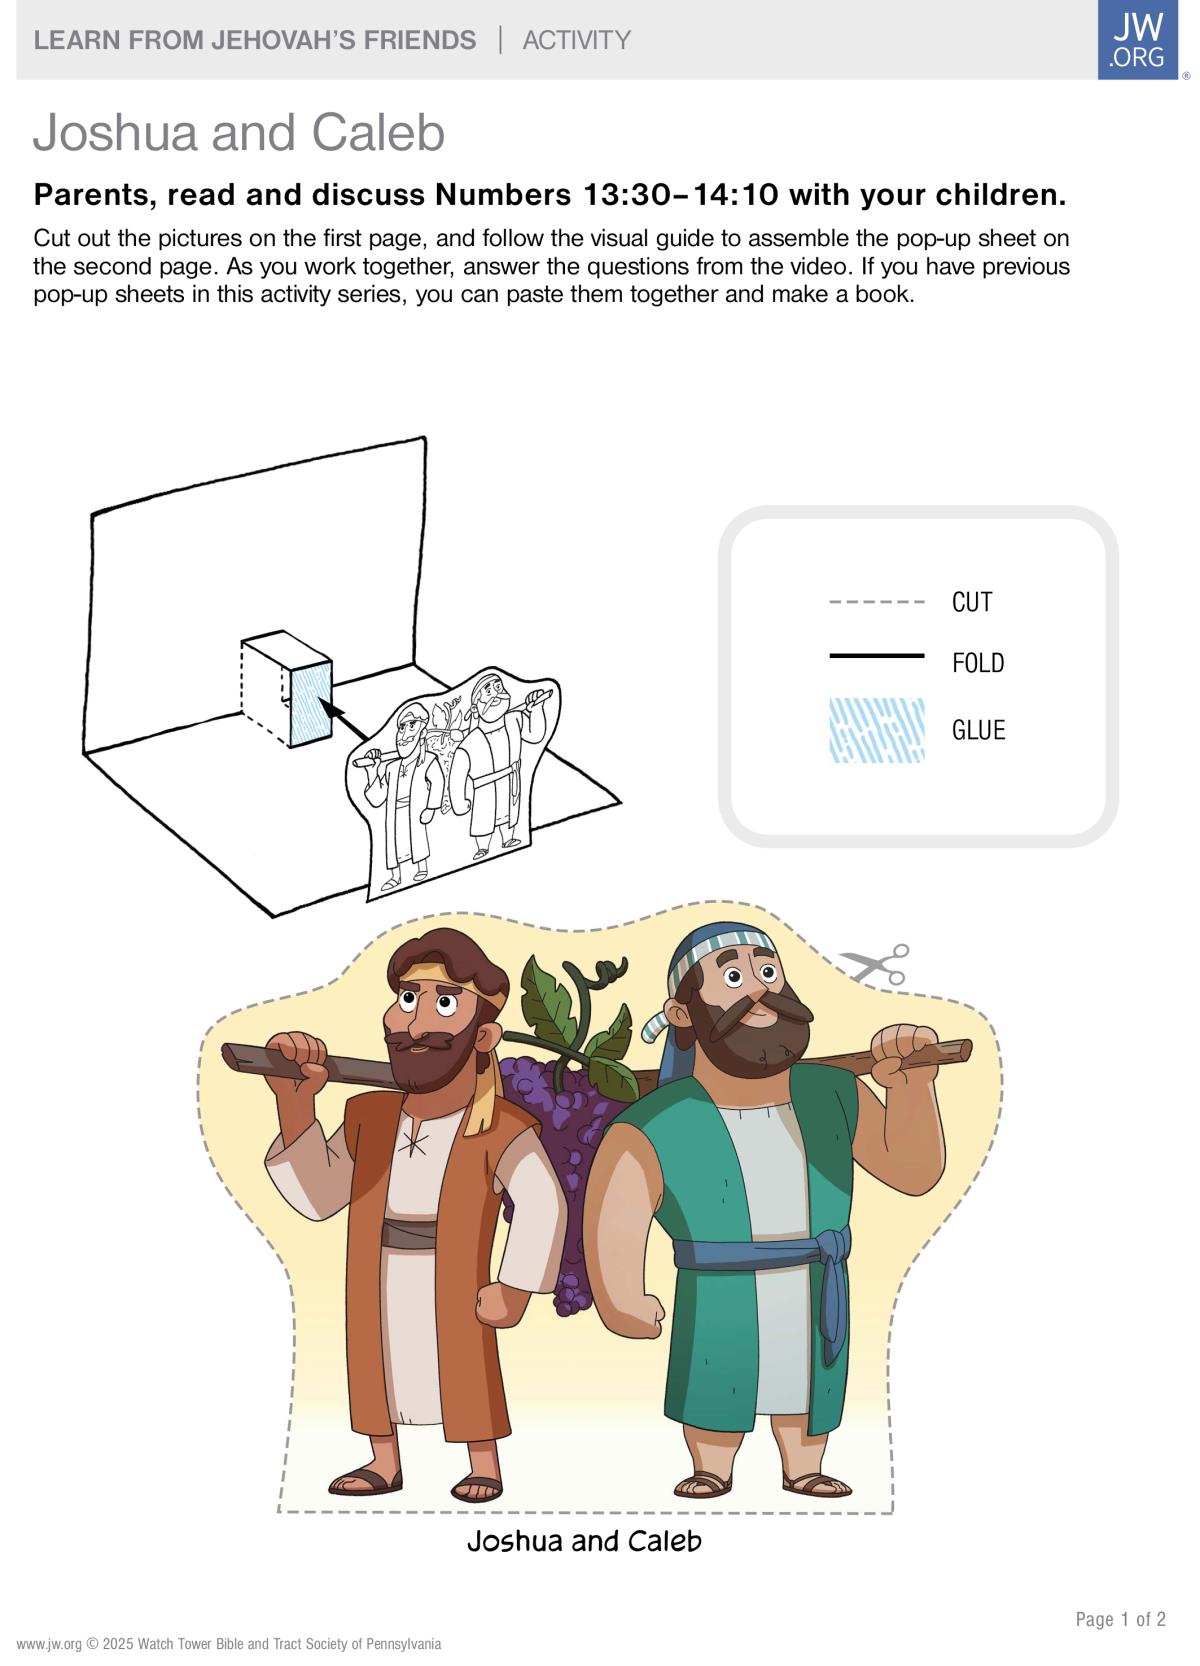 LEARN FROM JEHOVAH'S FRIENDS | ACTIVITY
JW
.ORG
®
Joshua and Caleb
Parents, read and discuss Numbers 13:30–14:10 with your children.
Cut out the pictures on the first page, and follow the visual guide to assemble the pop-up sheet on
the second page. As you work together, answer the questions from the video. If you have previous
pop-up sheets in this activity series, you can paste them together and make a book.
CUT
FOLD
GLUE
Joshua and Caleb
Page 1 of 2
www.jw.org © 2025 Watch Tower Bible and Tract Society of Pennsylvania